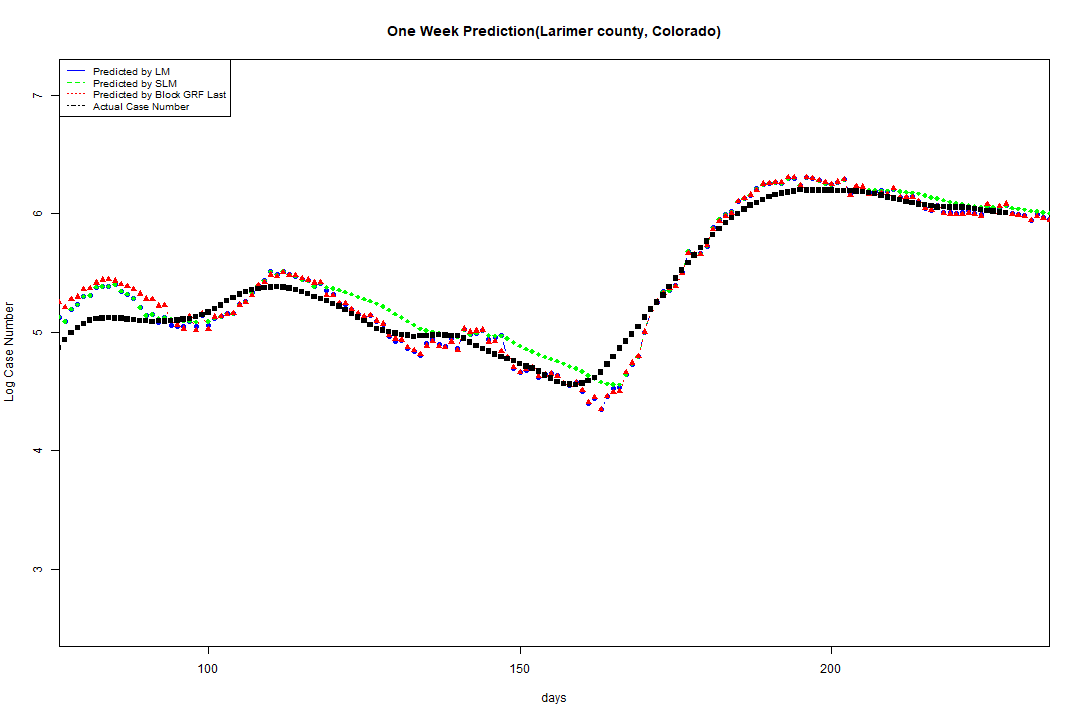 One Week Prediction(Larimer county, Colorado)
Predicted by LM
Predicted by SLM
Predicted by Block GRF Last
Actual Case Number
7
6
5
4
3
Log Case Number
100
150
200
days